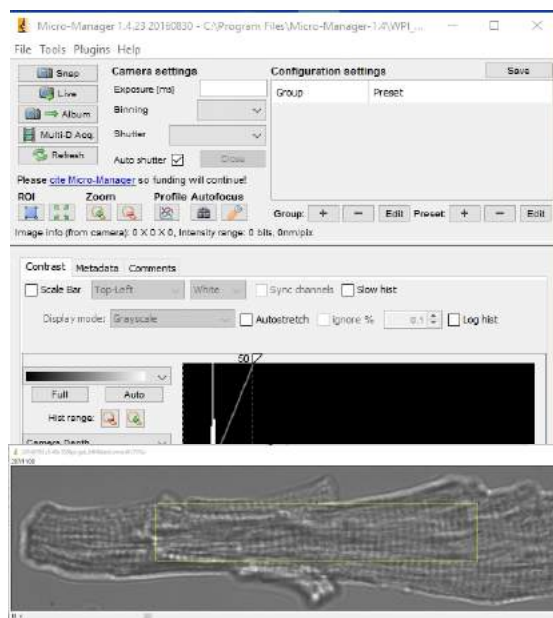 Micro-Manager 1.4.23 20160830 - C:\Program Files\Micro-Manager-1.4\WPI_...
File Tools Plugins Help
Snap
Live
Album
Multi-D Acq.
Refresh
Camera settings
Exposure [ms]
Binning
Shutter
Auto shutter
Close
Configuration settings
Save
Group Preset
Please cite Micro-Manager so funding will continue!
ROI Zoom Profile Autofocus
Group: + − Edit Preset: + − Edit
Image info (from camera): 0 X 0 X 0, Intensity range: 0 bits, 0nm/pix
Contrast Metadata Comments
Scale Bar Top-Left White Sync channels Slow hist
Display mode: Grayscale Autostretch ignore % 0.1 Log hist
50
Full Auto
Hist range:
Camera Depth